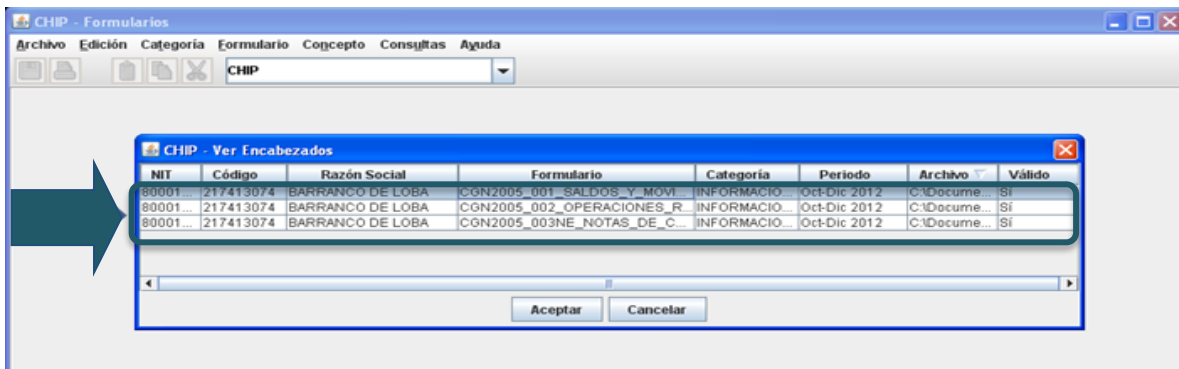 CHIP - Formularios
Archivo Edición Categoría Formulario Concepto Consultas Ayuda
CHIP
CHIP - Ver Encabezados
NIT Código Razón Social Formulario Categoría Periodo Archivo Válido
80001... 217413074 BARRANCO DE LOBA CGN2005_001_SALDOS_Y_MOVI... INFORMACIO... Oct-Dic 2012 C:\Docume... Sí
80001... 217413074 BARRANCO DE LOBA CGN2005_002_OPERACIONES_R... INFORMACIO... Oct-Dic 2012 C:\Docume... Sí
80001... 217413074 BARRANCO DE LOBA CGN2005_003NE_NOTAS_DE_C... INFORMACIO... Oct-Dic 2012 C:\Docume... Sí
Aceptar Cancelar